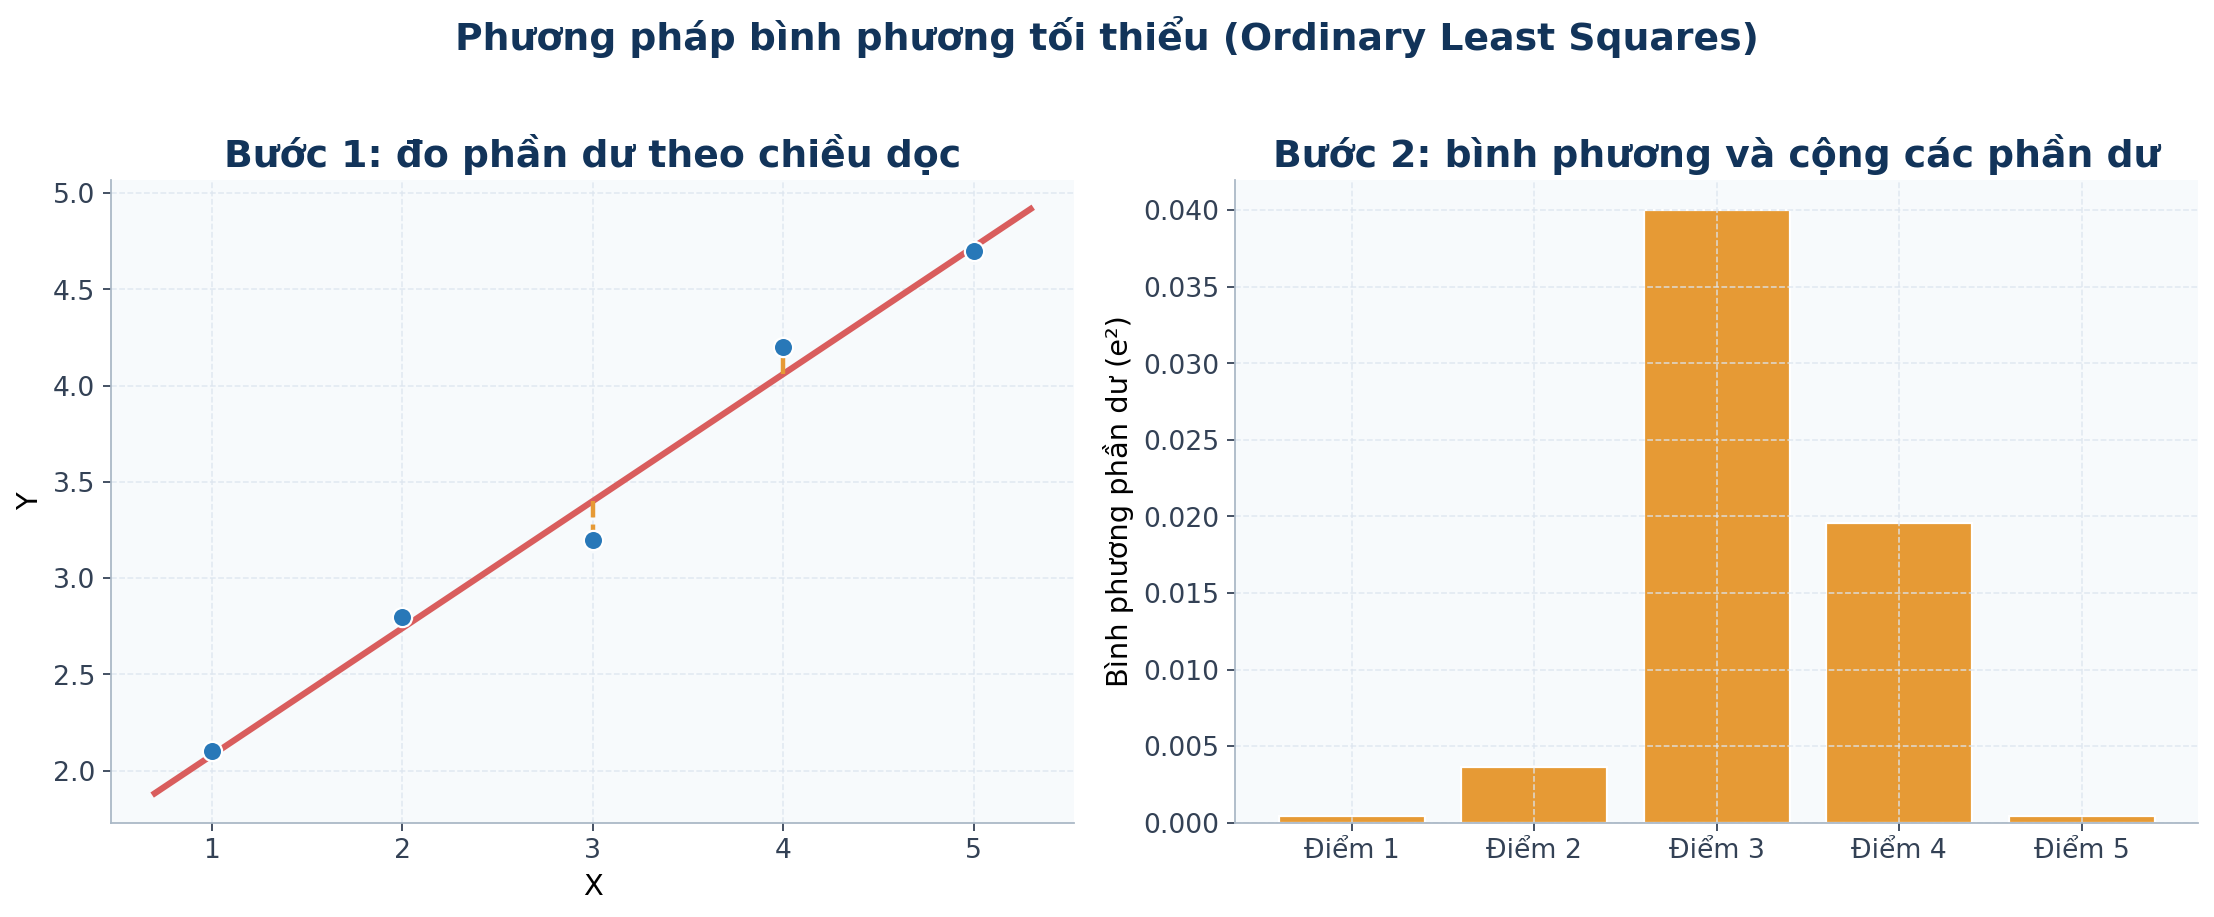 Phương pháp bình phương tối thiểu (Ordinary Least Squares)
Bước 1: đo phần dư theo chiều dọc
5.0
4.5
4.0
3.5
3.0
2.5
2.0
Y
1 2 3 4 5
X
Bước 2: bình phương và cộng các phần dư
0.040
0.035
0.030
0.025
0.020
0.015
0.010
0.005
0.000
Bình phương phần dư (e²)
Điểm 1 Điểm 2 Điểm 3 Điểm 4 Điểm 5